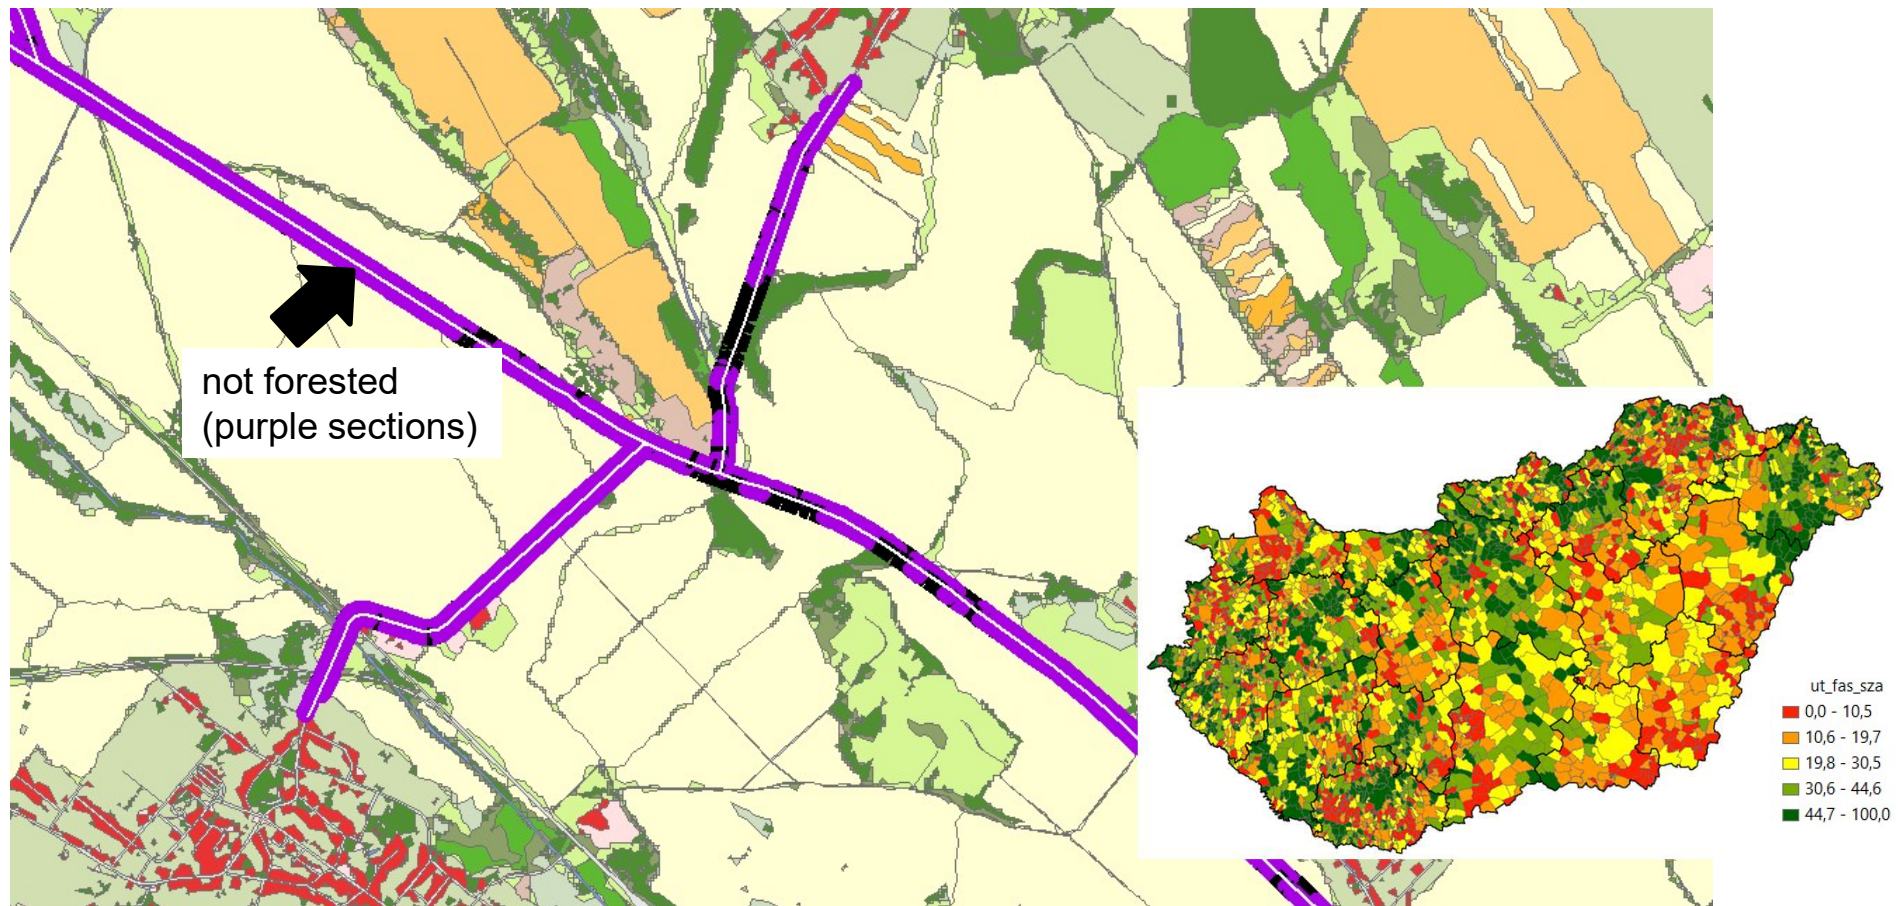 not forested
(purple sections)
ut_fas_sza
0,0 - 10,5
10,6 - 19,7
19,8 - 30,5
30,6 - 44,6
44,7 - 100,0